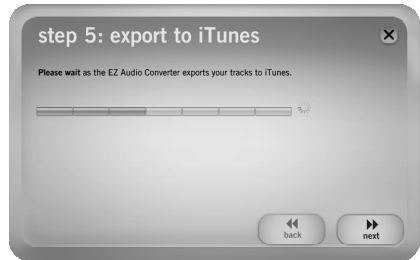 step 5: export to iTunes
Please wait as the EZ Audio Converter exports your tracks to iTunes.
back
next